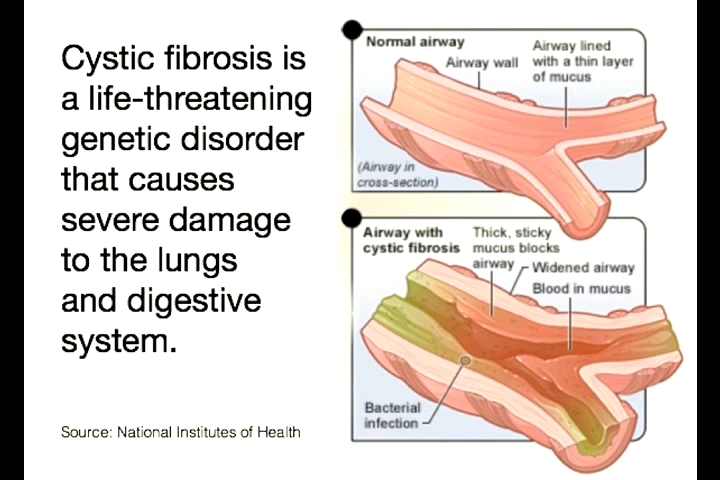 Cystic fibrosis is
a life-threatening
genetic disorder
that causes
severe damage
to the lungs
and digestive
system.
Source: National Institutes of Health
Normal airway
Airway wall
Airway lined
with a thin layer
of mucus
(Airway in
cross-section)
Airway with
cystic fibrosis
Thick, sticky
mucus blocks
airway
Widened airway
Blood in mucus
Bacterial
infection